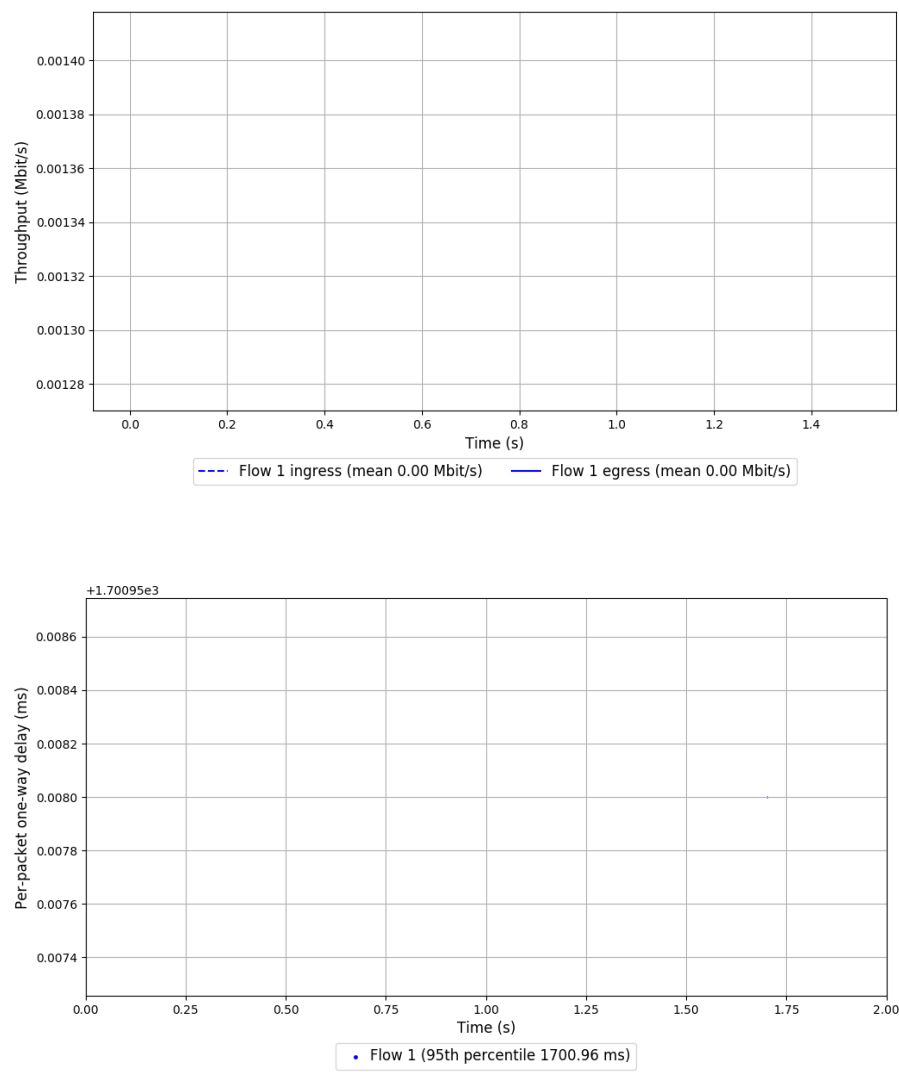 0.00140
0.00138
0.00136
0.00134
0.00132
0.00130
0.00128
Throughput (Mbit/s)
0.0 0.2 0.4 0.6 0.8 1.0 1.2 1.4
Time (s)
Flow 1 ingress (mean 0.00 Mbit/s) Flow 1 egress (mean 0.00 Mbit/s)
+1.70095e3
0.0086
0.0084
0.0082
0.0080
0.0078
0.0076
0.0074
Per-packet one-way delay (ms)
0.00 0.25 0.50 0.75 1.00 1.25 1.50 1.75 2.00
Time (s)
Flow 1 (95th percentile 1700.96 ms)